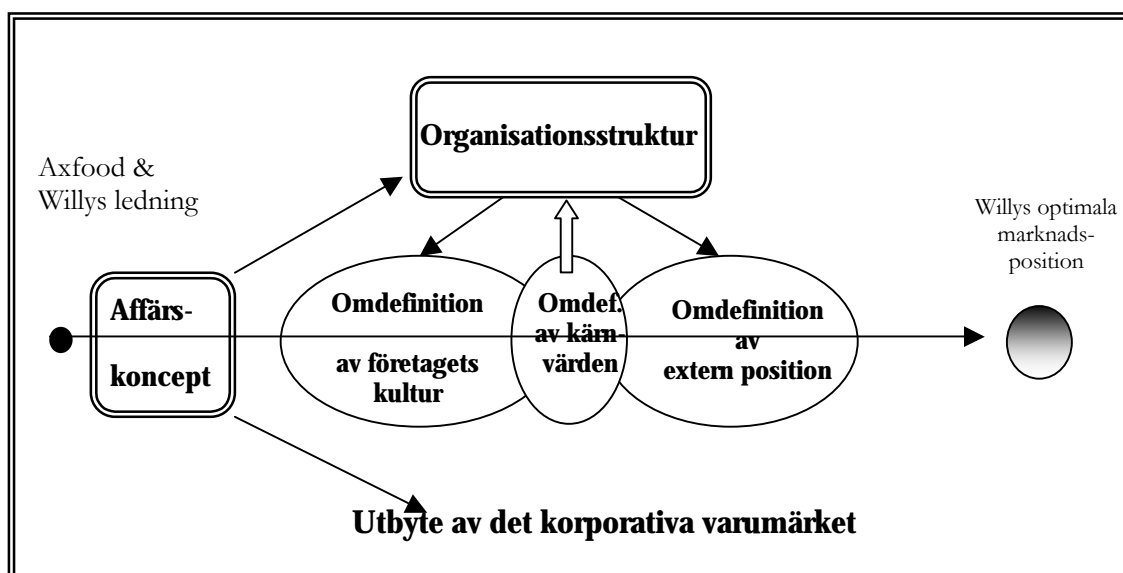 Organisationsstruktur
Axfood &
Willys ledning
Willys optimala
marknads-
position
Affärs-
koncept
Omdefinition
av företagets
kultur
Omdef.
av kärn-
värden
Omdefinition
av
extern position
Utbyte av det korporativa varumärket